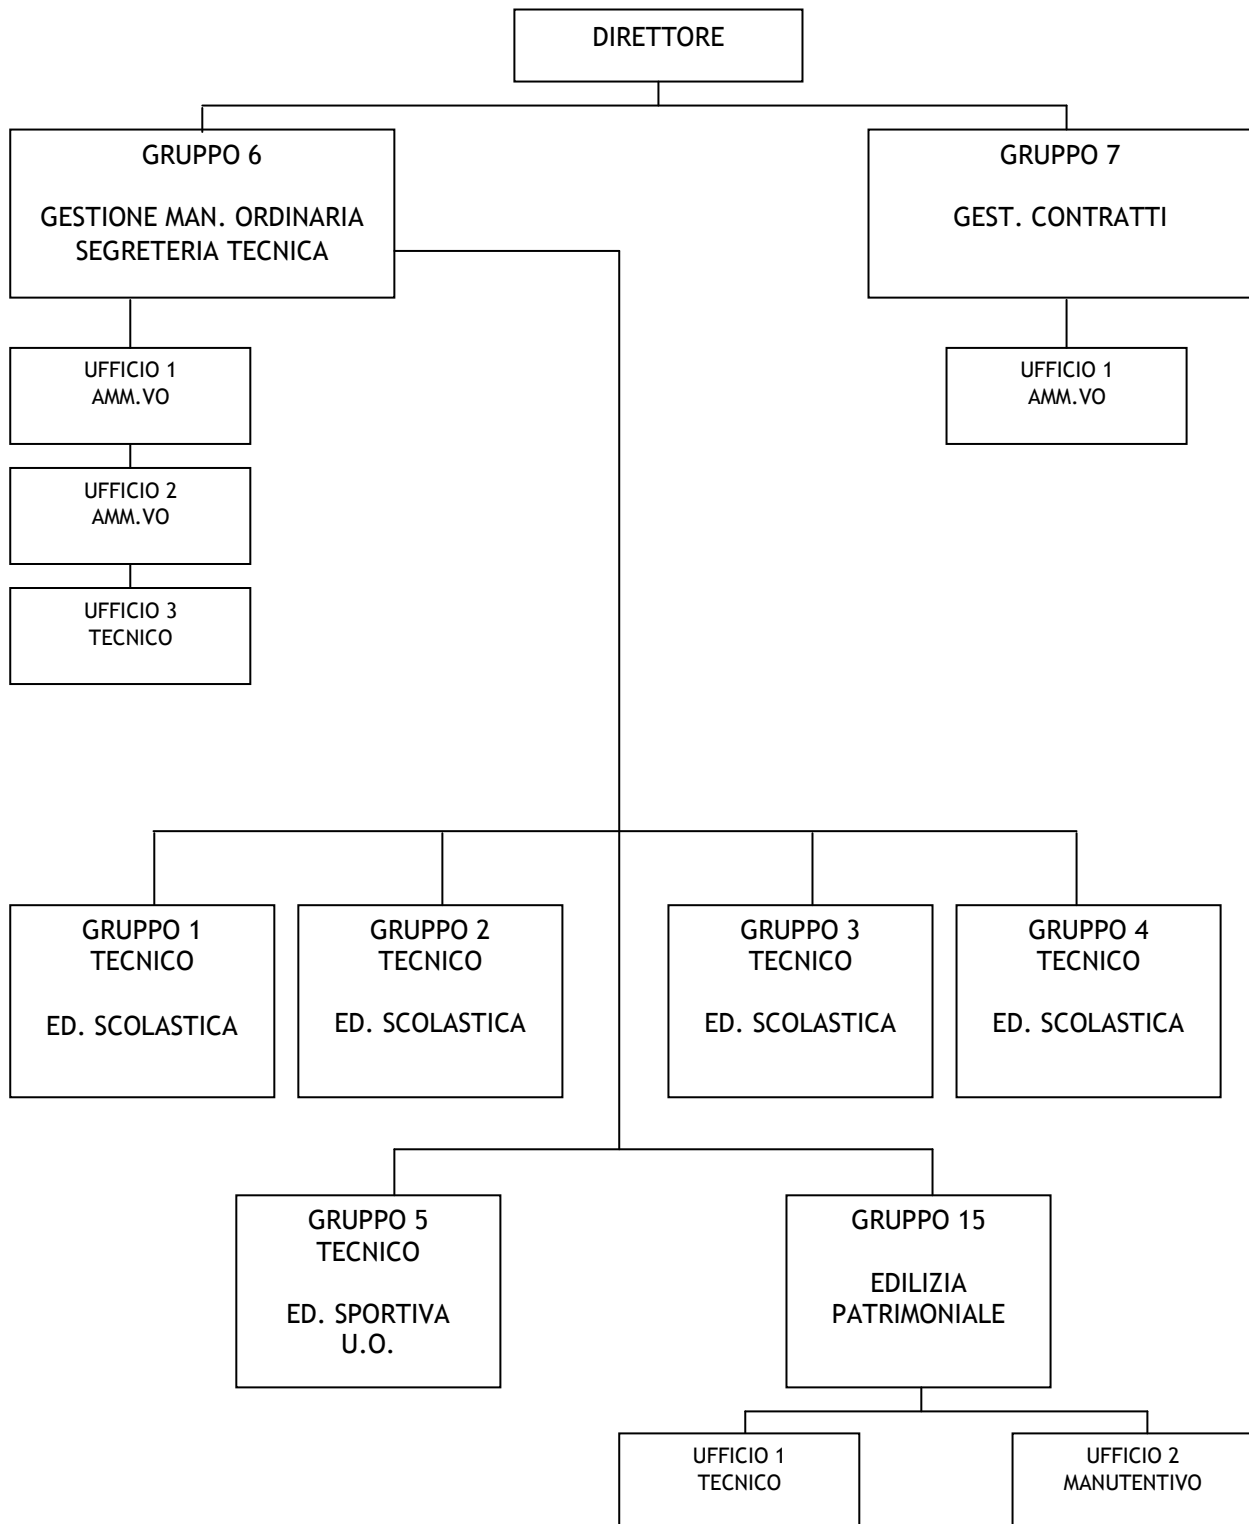 DIRETTORE
GRUPPO 6
GESTIONE MAN. ORDINARIA
SEGRETERIA TECNICA
GRUPPO 7
GEST. CONTRATTI
UFFICIO 1
AMM.VO
UFFICIO 1
AMM.VO
UFFICIO 2
AMM.VO
UFFICIO 3
TECNICO
GRUPPO 1
TECNICO
ED. SCOLASTICA
GRUPPO 2
TECNICO
ED. SCOLASTICA
GRUPPO 3
TECNICO
ED. SCOLASTICA
GRUPPO 4
TECNICO
ED. SCOLASTICA
GRUPPO 5
TECNICO
ED. SPORTIVA
U.O.
GRUPPO 15
EDILIZIA
PATRIMONIALE
UFFICIO 1
TECNICO
UFFICIO 2
MANUTENTIVO